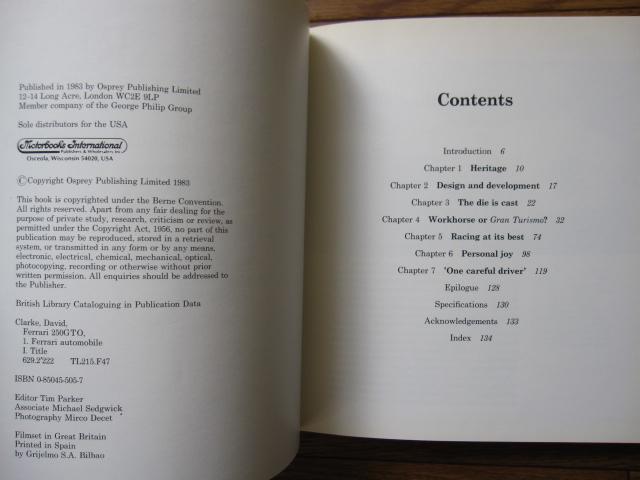 Published in 1983 by Osprey Publishing Limited
12–14 Long Acre, London WC2E 9LP
Member company of the George Philip Group
Sole distributors for the USA
Motorbooks International
Publishers & Wholesalers Inc.
Osceola, Wisconsin 54020, USA
© Copyright Osprey Publishing Limited 1983
This book is copyrighted under the Berne Convention.
All rights reserved. Apart from any fair dealing for the
purpose of private study, research, criticism or review, as
permitted under the Copyright Act, 1956, no part of this
publication may be reproduced, stored in a retrieval
system, or transmitted in any form or by any means,
electronic, electrical, chemical, mechanical, optical,
photocopying, recording or otherwise without prior
written permission. All enquiries should be addressed to
the Publisher.
British Library Cataloguing in Publication Data
Clarke, David,
Ferrari 250GTO,
1. Ferrari automobile
I. Title
629.2'222 TL215.F47
ISBN 0-85045-505-7
Editor Tim Parker
Associate Michael Sedgwick
Photography Mirco Decet
Filmset in Great Britain
Printed in Spain
by Grijelmo S.A. Bilbao
Contents
Introduction 6
Chapter 1 Heritage 10
Chapter 2 Design and development 17
Chapter 3 The die is cast 22
Chapter 4 Workhorse or Gran Turismo? 32
Chapter 5 Racing at its best 74
Chapter 6 Personal joy 98
Chapter 7 'One careful driver' 119
Epilogue 128
Specifications 130
Acknowledgements 133
Index 134